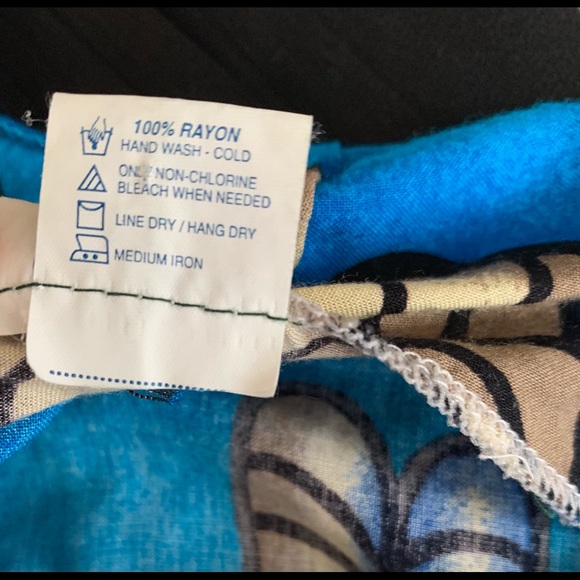 100% RAYON
HAND WASH - COLD
ONLY NON-CHLORINE
BLEACH WHEN NEEDED
LINE DRY / HANG DRY
MEDIUM IRON